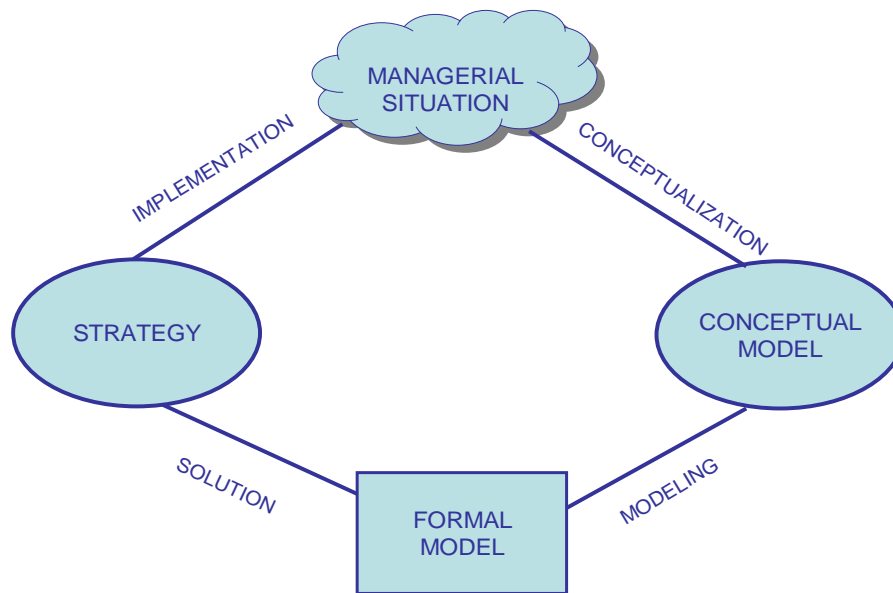 MANAGERIAL
SITUATION
IMPLEMENTATION
CONCEPTUALIZATION
STRATEGY
CONCEPTUAL
MODEL
SOLUTION
MODELING
FORMAL
MODEL